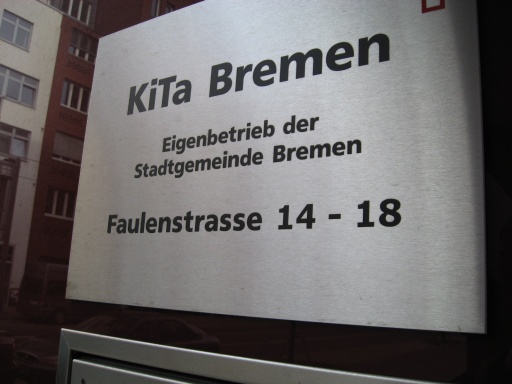 KiTa Bremen
Eigenbetrieb der
Stadtgemeinde Bremen
Faulenstrasse 14 - 18